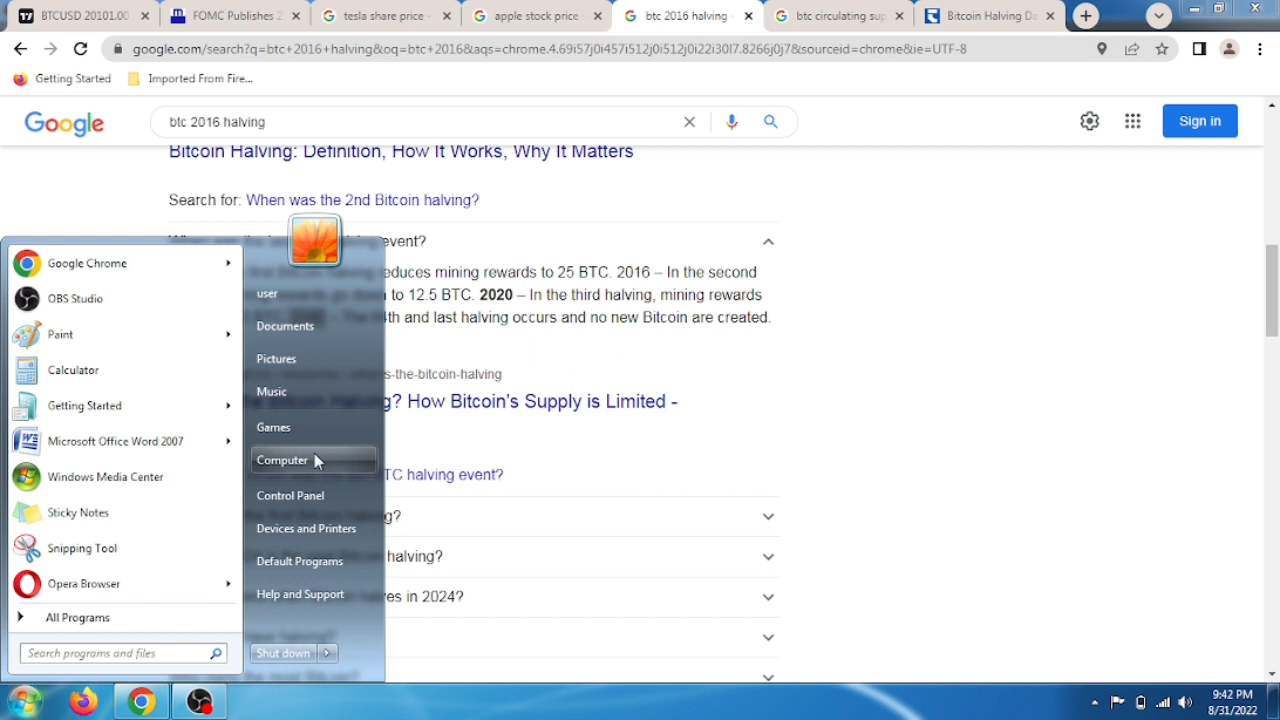 BTCUSD 20101.00
FOMC Publishes 2
tesla share price -
apple stock price
btc 2016 halving -
btc circulating sup
Bitcoin Halving Da
google.com/search?q=btc+2016+halving&oq=btc+2016&aqs=chrome.4.69i57j0i457i512j0i512j0i22i30l7.8266j0j7&sourceid=chrome&ie=UTF-8
Getting Started
Imported From Fire...
Google
btc 2016 halving
Sign in
Bitcoin Halving: Definition, How It Works, Why It Matters
Search for: When was the 2nd Bitcoin halving?
event?
reduces mining rewards to 25 BTC. 2016 – In the second
to 12.5 BTC. 2020 – In the third halving, mining rewards
th and last halving occurs and no new Bitcoin are created.
s-the-bitcoin-halving
? How Bitcoin's Supply is Limited -
TC halving event?
?
halving?
es in 2024?
Google Chrome
OBS Studio
Paint
Calculator
Getting Started
Microsoft Office Word 2007
Windows Media Center
Sticky Notes
Snipping Tool
Opera Browser
All Programs
Search programs and files
user
Documents
Pictures
Music
Games
Computer
Control Panel
Devices and Printers
Default Programs
Help and Support
Shut down
9:42 PM
8/31/2022